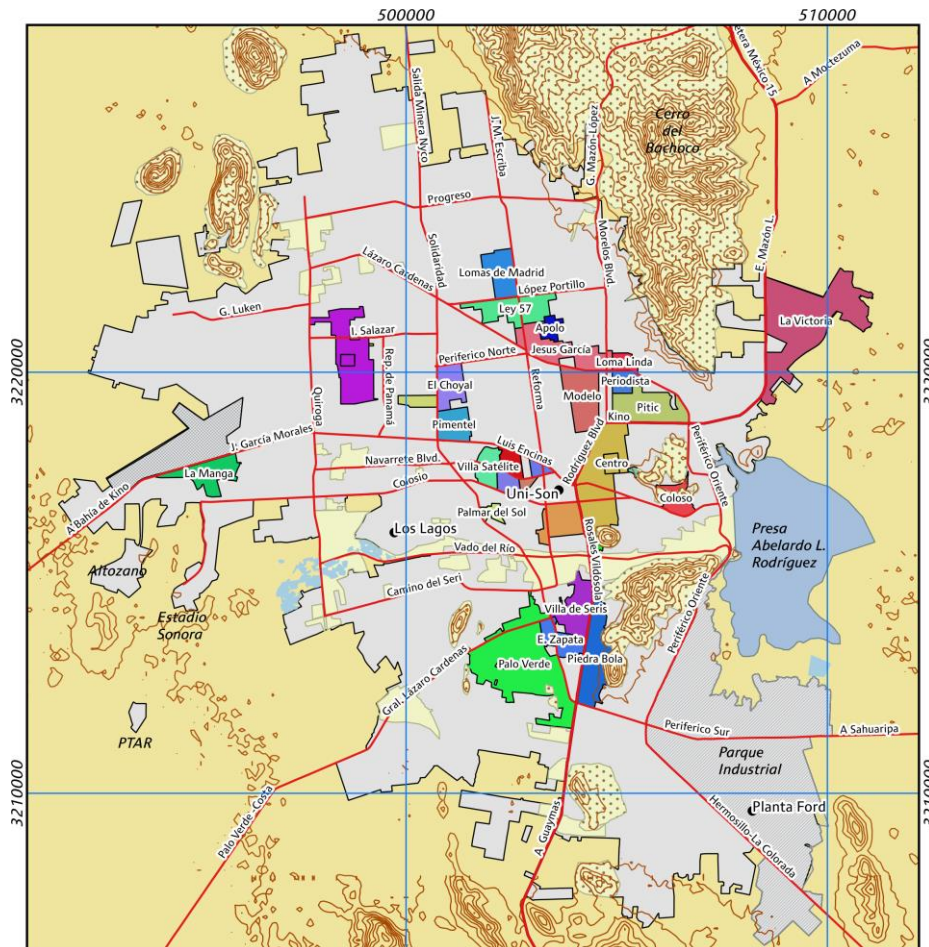 500000
510000
Carretera México 15
A Moctezuma
Salida Minera Nyco
J. M. Escriba
G. Mazón-López
Cerro
del
Bachoco
Progreso
Lázaro Cardenas
Solidaridad
Morelos Blvd.
E. Mazón L.
Lomas de Madrid
López Portillo
G. Luken
Ley 57
La Victoria
I. Salazar
Apolo
Rep. de Panamá
Periferico Norte
Jesus García
Loma Linda
3220000
3220000
El Choyal
Reforma
Periodista
Quiroga
Modelo
Pitic
Pimentel
Kino
J. García Morales
Luis Encinas
Rodríguez Blvd
Periférico Oriente
Navarrete Blvd.
Villa Satélite
Centro
La Manga
Colosio
Uni-Son
Coloso
A Bahía de Kino
Palmar del Sol
Los Lagos
Rosales Vildósola
Presa
Abelardo L.
Rodríguez
Vado del Río
Altozano
Camino del Seri
Periférico Oriente
Estadio
Sonora
Villa de Seris
E. Zapata
Palo Verde
Piedra Bola
Gral. Lázaro Cardenas
PTAR
Periferico Sur
A Sahuaripa
Parque
Industrial
3210000
3210000
Palo Verde- Costa
A Guaymas
Planta Ford
Hermosillo-La Colorada